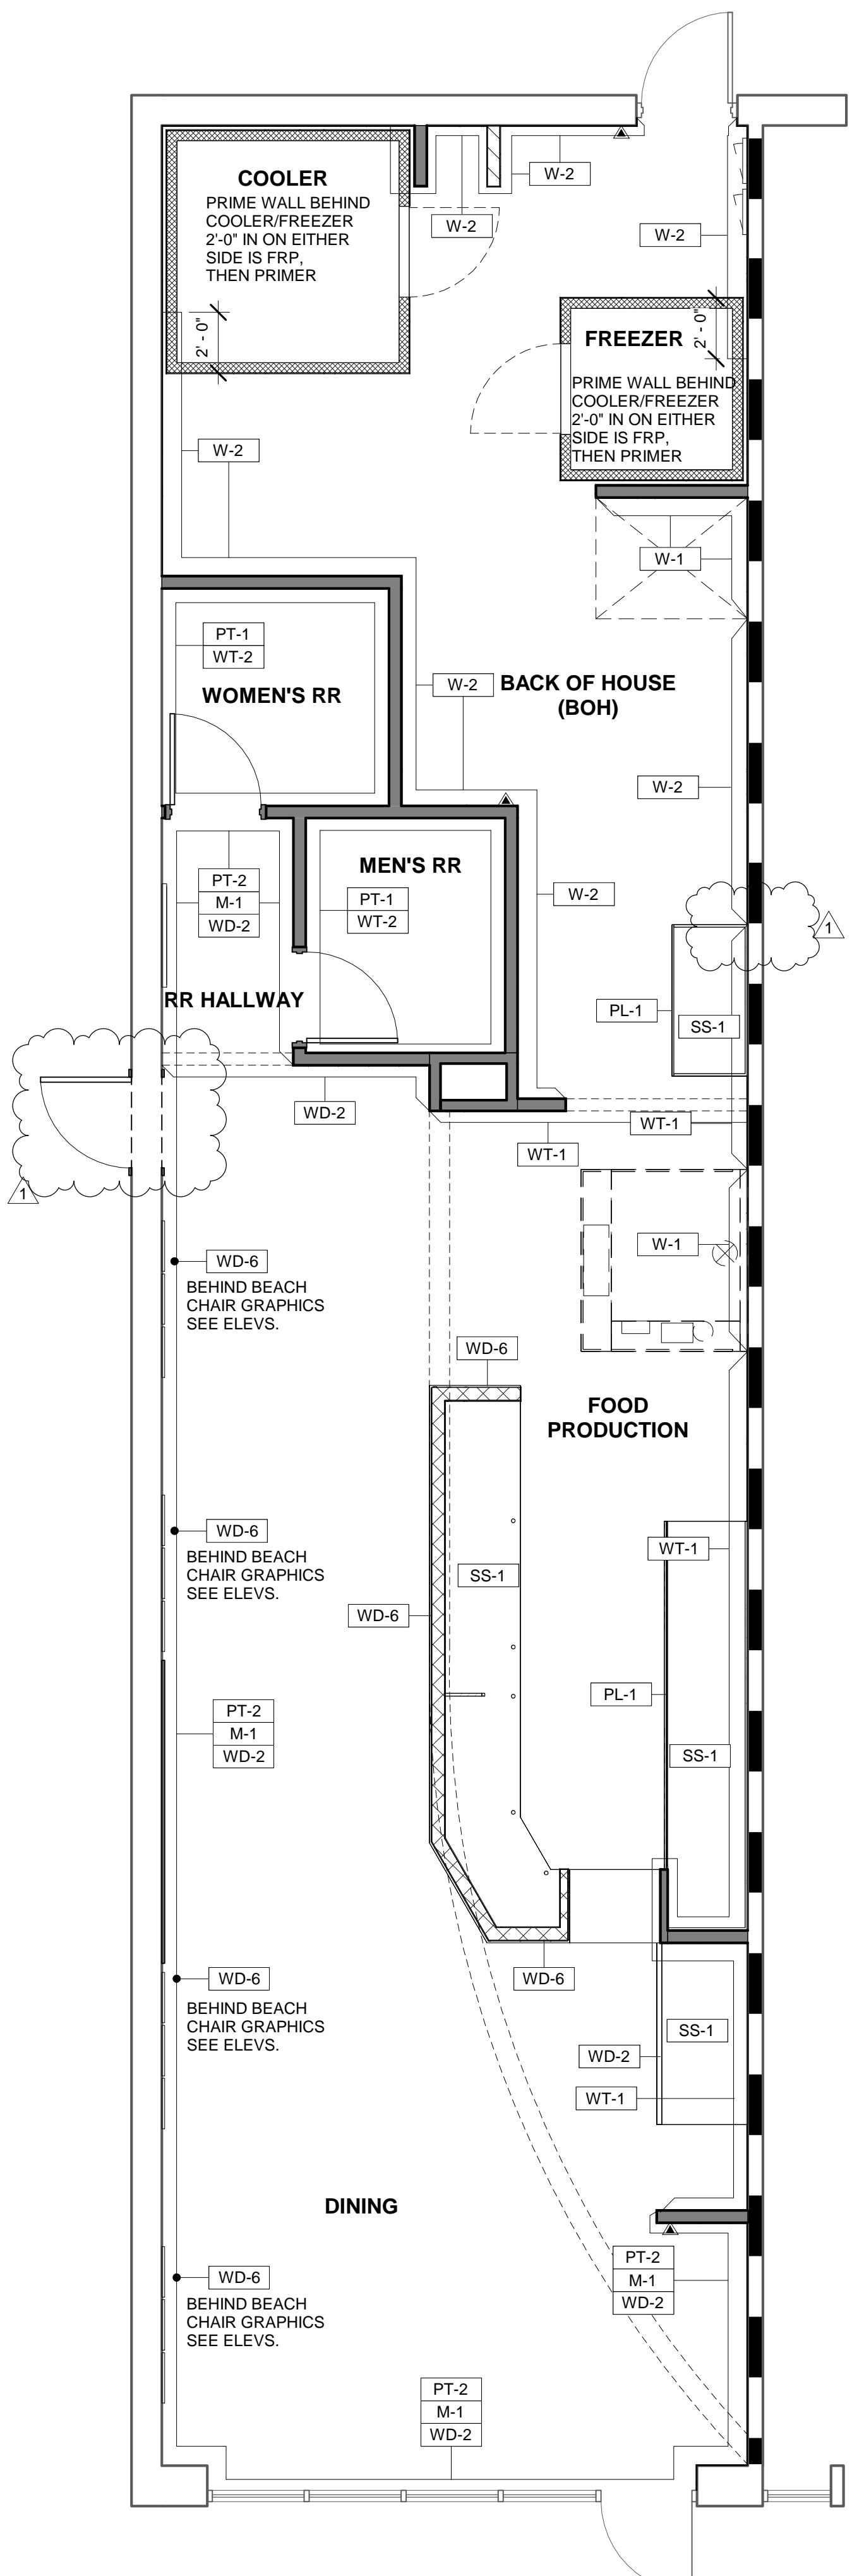 COOLER
PRIME WALL BEHIND
COOLER/FREEZER
2'-0" IN ON EITHER
SIDE IS FRP,
THEN PRIMER
W-2
W-2
W-2
2' - 0"
2' - 0"
FREEZER
PRIME WALL BEHIND
COOLER/FREEZER
2'-0" IN ON EITHER
SIDE IS FRP,
THEN PRIMER
W-2
W-1
PT-1
WT-2
WOMEN'S RR
W-2
BACK OF HOUSE
(BOH)
W-2
MEN'S RR
PT-1
WT-2
PT-2
M-1
WD-2
W-2
1
RR HALLWAY
PL-1
SS-1
WD-2
WT-1
WT-1
1
WD-6
BEHIND BEACH
CHAIR GRAPHICS
SEE ELEVS.
W-1
WD-6
FOOD
PRODUCTION
WD-6
BEHIND BEACH
CHAIR GRAPHICS
SEE ELEVS.
WT-1
SS-1
WD-6
PT-2
M-1
WD-2
PL-1
SS-1
WD-6
BEHIND BEACH
CHAIR GRAPHICS
SEE ELEVS.
WD-6
SS-1
WD-2
WT-1
DINING
WD-6
BEHIND BEACH
CHAIR GRAPHICS
SEE ELEVS.
PT-2
M-1
WD-2
PT-2
M-1
WD-2